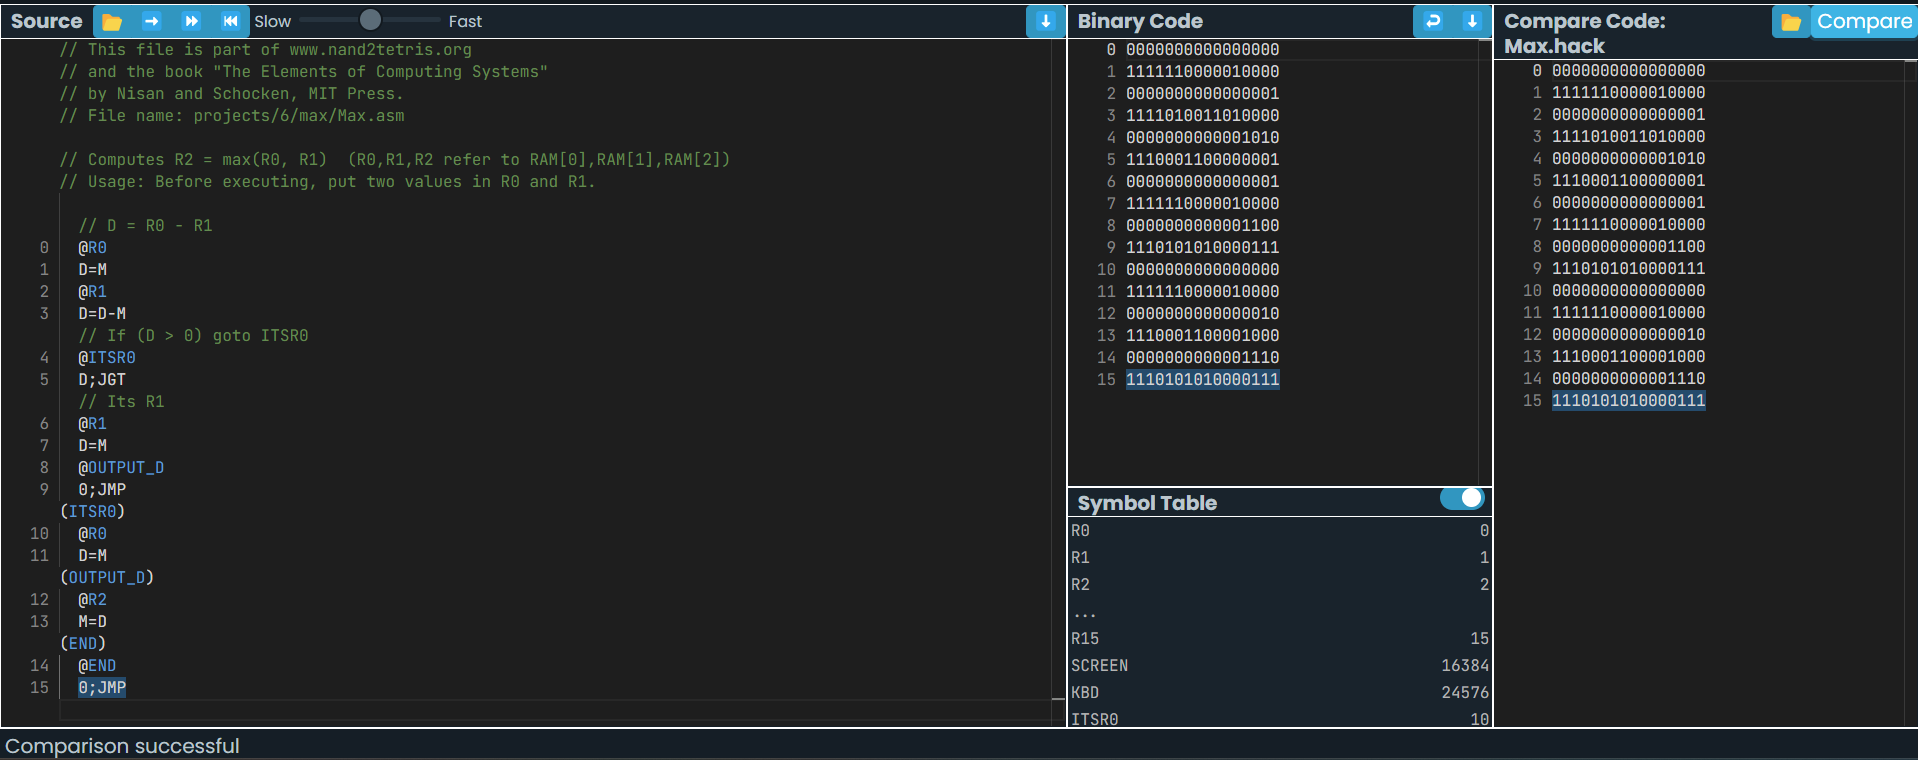 Source Slow Fast
// This file is part of www.nand2tetris.org
// and the book "The Elements of Computing Systems"
// by Nisan and Schocken, MIT Press.
// File name: projects/6/max/Max.asm
// Computes R2 = max(R0, R1)  (R0,R1,R2 refer to RAM[0],RAM[1],RAM[2])
// Usage: Before executing, put two values in R0 and R1.
// D = R0 - R1
0 @R0
1 D=M
2 @R1
3 D=D-M
// If (D > 0) goto ITSR0
4 @ITSR0
5 D;JGT
// Its R1
6 @R1
7 D=M
8 @OUTPUT_D
9 0;JMP
(ITSR0)
10 @R0
11 D=M
(OUTPUT_D)
12 @R2
13 M=D
(END)
14 @END
15 0;JMP
Binary Code
0 0000000000000000
1 1111110000010000
2 0000000000000001
3 1111010011010000
4 0000000000001010
5 1110001100000001
6 0000000000000001
7 1111110000010000
8 0000000000001100
9 1110101010000111
10 0000000000000000
11 1111110000010000
12 0000000000000010
13 1110001100001000
14 0000000000001110
15 1110101010000111
Symbol Table
R0 0
R1 1
R2 2
...
R15 15
SCREEN 16384
KBD 24576
ITSR0 10
Compare Code: Compare
Max.hack
0 0000000000000000
1 1111110000010000
2 0000000000000001
3 1111010011010000
4 0000000000001010
5 1110001100000001
6 0000000000000001
7 1111110000010000
8 0000000000001100
9 1110101010000111
10 0000000000000000
11 1111110000010000
12 0000000000000010
13 1110001100001000
14 0000000000001110
15 1110101010000111
Comparison successful